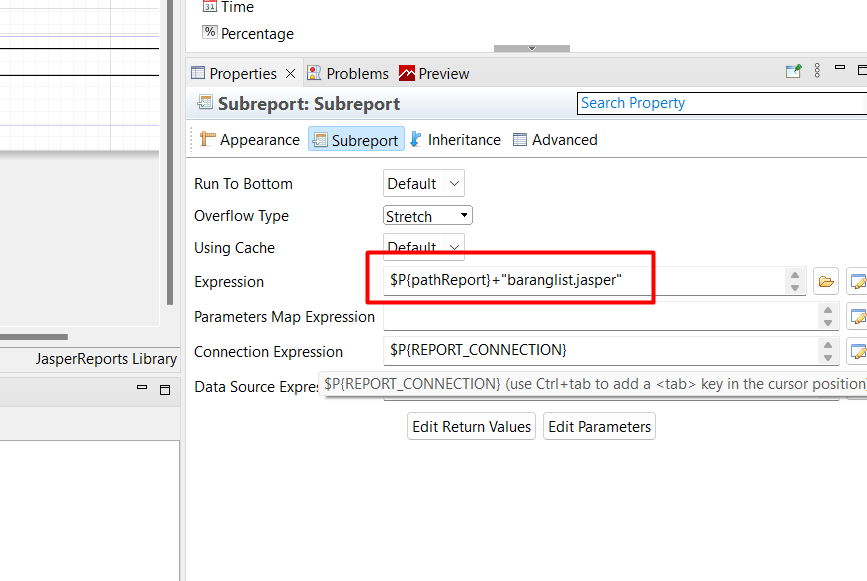 Time
Percentage
Properties
Problems
Preview
Subreport: Subreport
Search Property
Appearance
Subreport
Inheritance
Advanced
Run To Bottom
Default
Overflow Type
Stretch
Using Cache
Default
Expression
$P{pathReport}+"baranglist.jasper"
Parameters Map Expression
Connection Expression
$P{REPORT_CONNECTION}
JasperReports Library
Data Source Expres
$P{REPORT_CONNECTION} (use Ctrl+tab to add a <tab> key in the cursor position
Edit Return Values
Edit Parameters